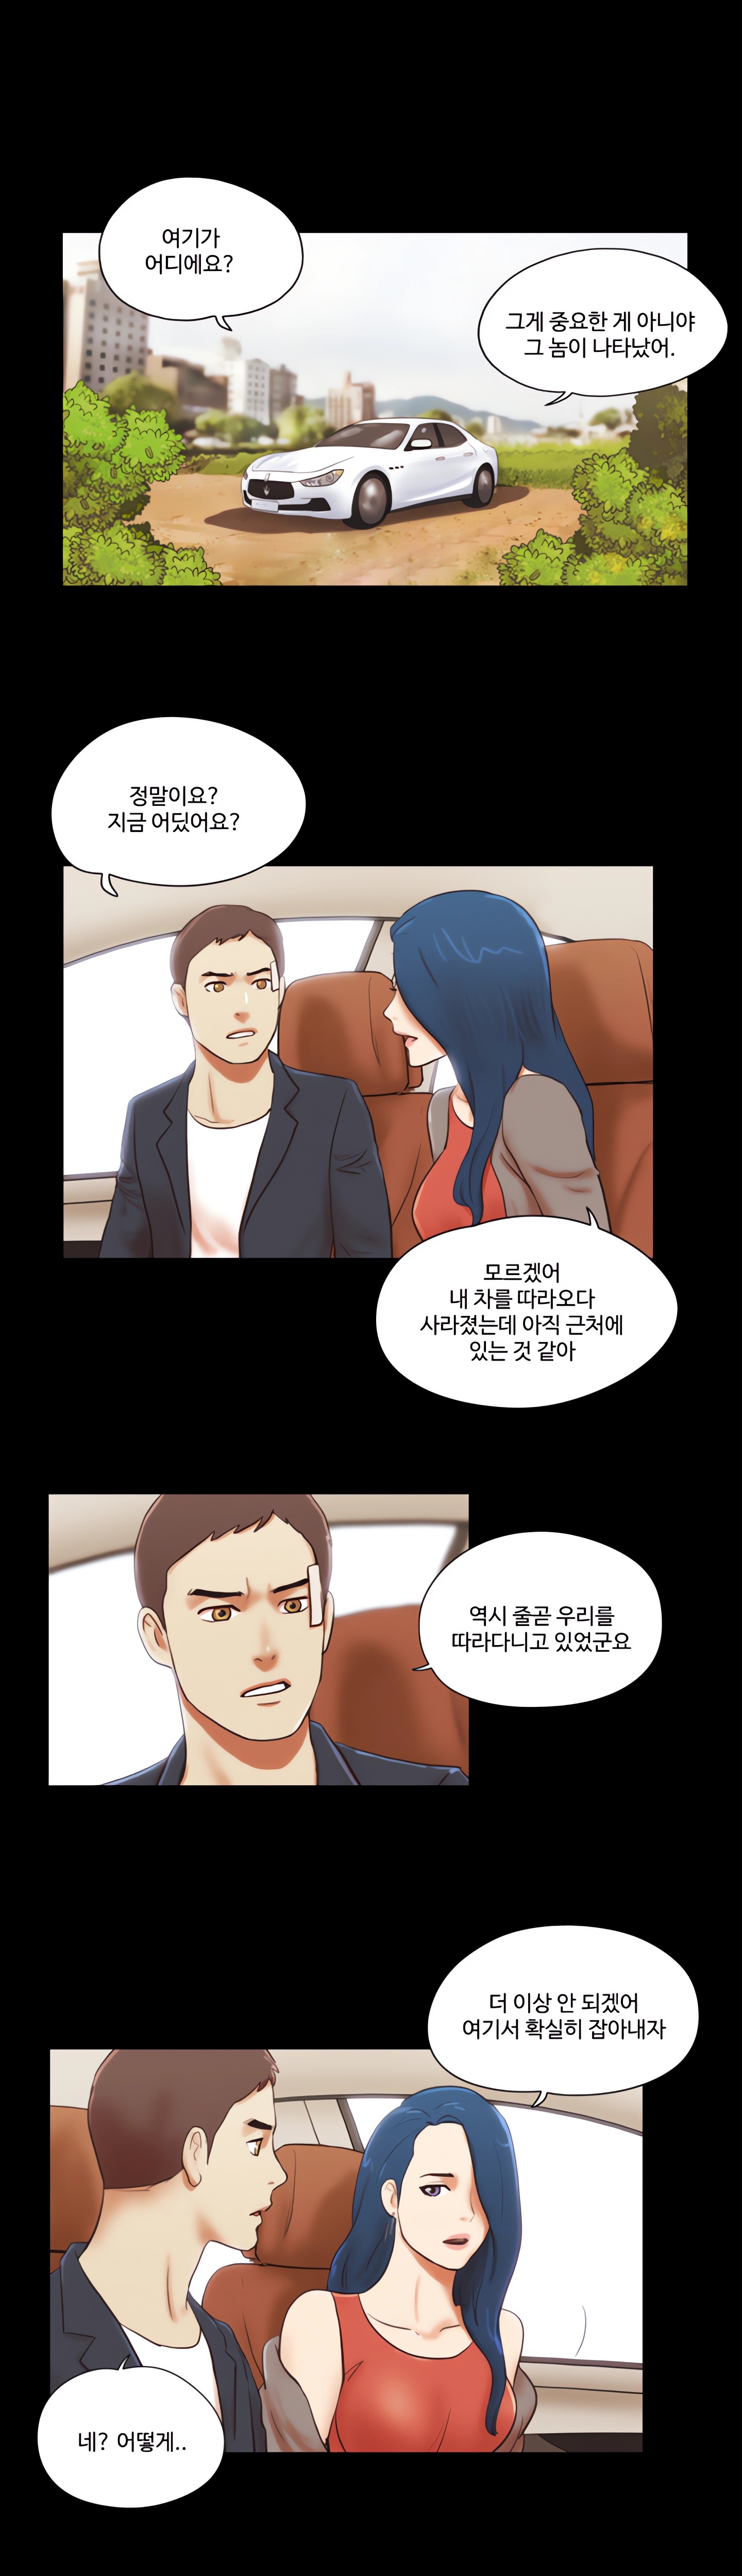 여기가
어디에요?
그게 중요한 게 아니야
그 놈이 나타났어.
정말이요?
지금 어딨어요?
모르겠어
내 차를 따라오다
사라졌는데 아직 근처에
있는 것 같아
역시 줄곧 우리를
따라다니고 있었군요
더 이상 안 되겠어
여기서 확실히 잡아내자
네? 어떻게..